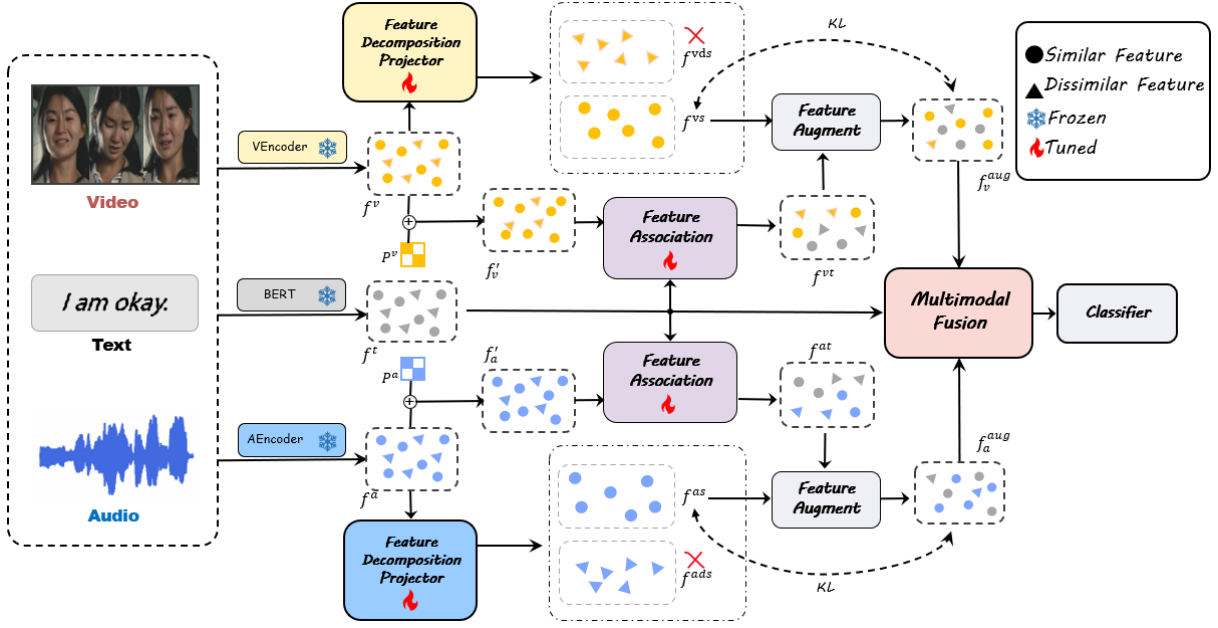 Feature
Decomposition
Projector
f^vds
f^vs
KL
Feature
Augment
f_v^aug
Similar Feature
Dissimilar Feature
Frozen
Tuned
Video
VEncoder
f^v
P^v
f_v′
Feature
Association
f^vt
I am okay.
Text
BERT
f^t
Multimodal
Fusion
Classifier
P^a
f_a′
Feature
Association
f^at
Audio
AEncoder
f^a
f^as
Feature
Augment
f_a^aug
Feature
Decomposition
Projector
f^ads
KL